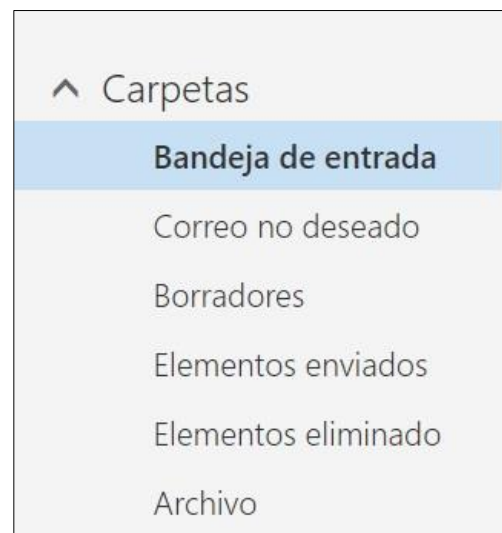 Carpetas
Bandeja de entrada
Correo no deseado
Borradores
Elementos enviados
Elementos eliminado
Archivo